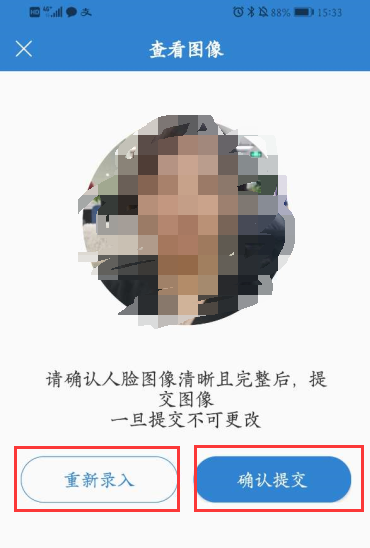 HD 4G 88% 15:33
查看图像
请确认人脸图像清晰且完整后，提
交图像
一旦提交不可更改
重新录入 确认提交